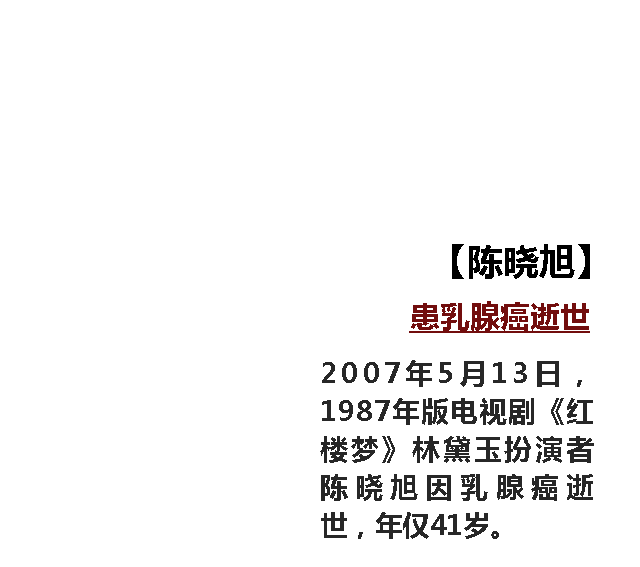 【陈晓旭】
患乳腺癌逝世
2007年5月13日，
1987年版电视剧《红
楼梦》林黛玉扮演者
陈晓旭因乳腺癌逝
世，年仅41岁。